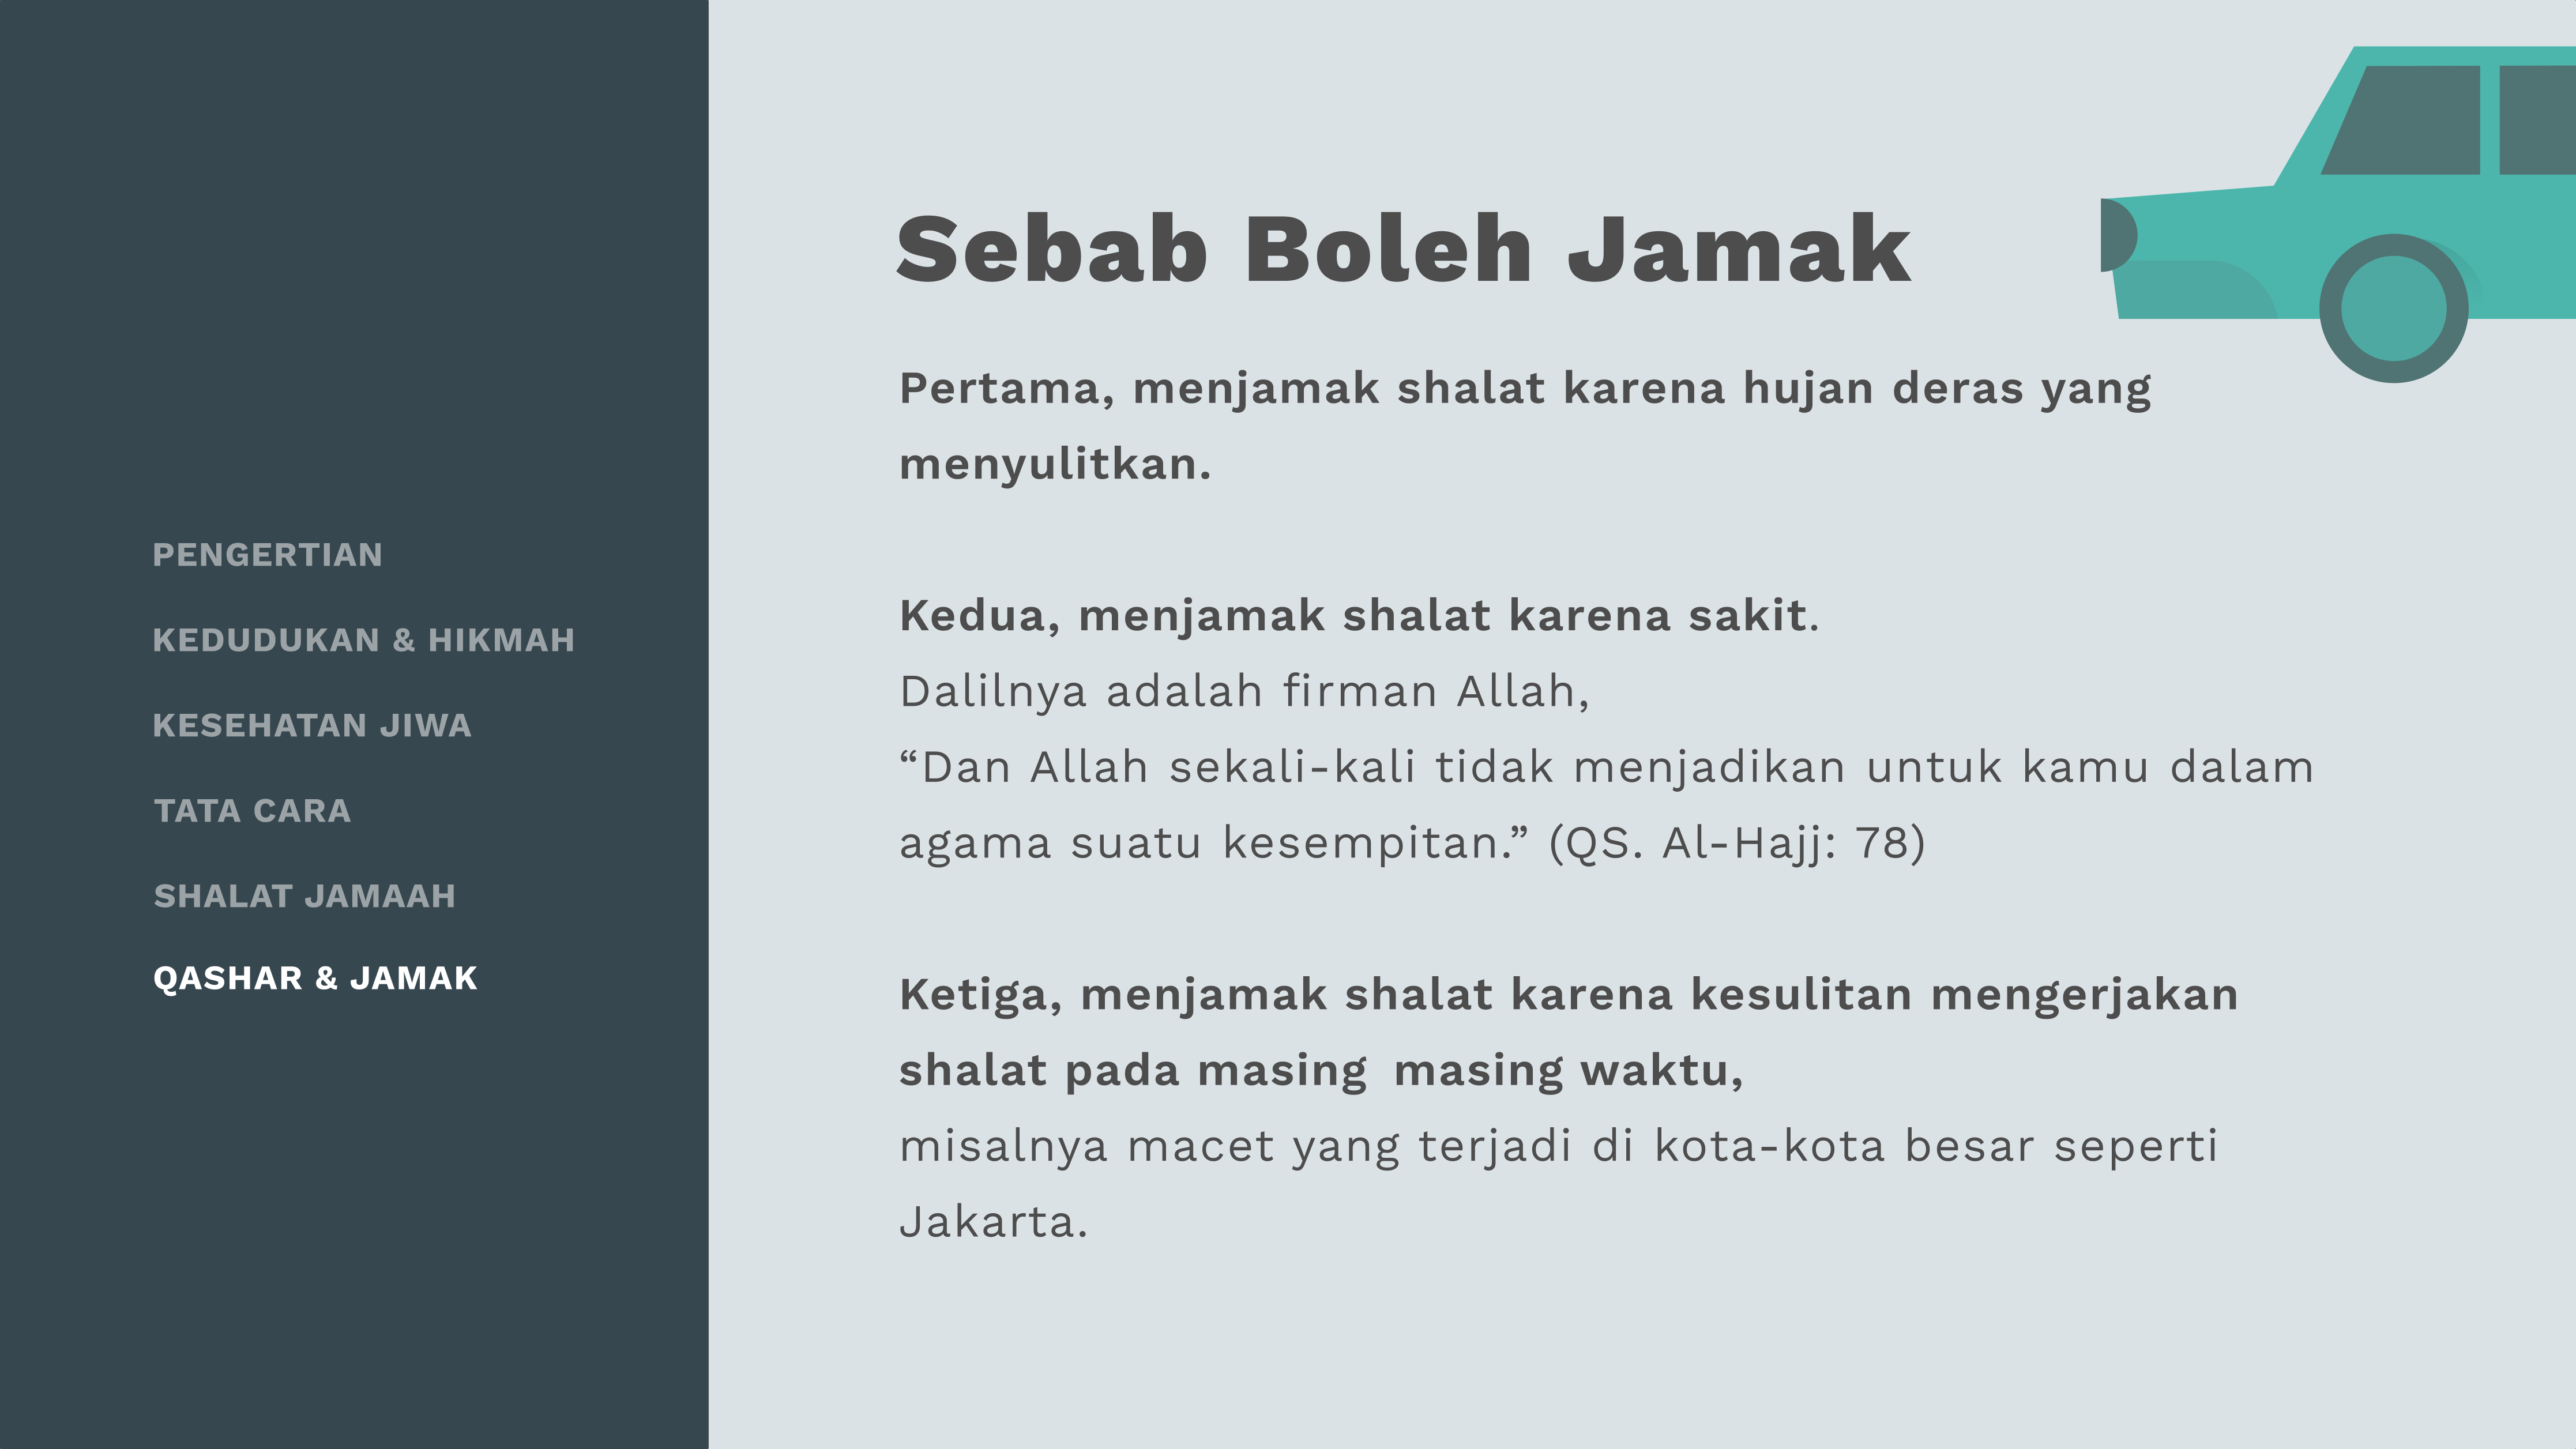 PENGERTIAN
KEDUDUKAN & HIKMAH
KESEHATAN JIWA
TATA CARA
SHALAT JAMAAH
QASHAR & JAMAK
Sebab Boleh Jamak
Pertama, menjamak shalat karena hujan deras yang
menyulitkan.
Kedua, menjamak shalat karena sakit.
Dalilnya adalah firman Allah,
“Dan Allah sekali-kali tidak menjadikan untuk kamu dalam
agama suatu kesempitan.” (QS. Al-Hajj: 78)
Ketiga, menjamak shalat karena kesulitan mengerjakan
shalat pada masing  masing waktu,
misalnya macet yang terjadi di kota-kota besar seperti
Jakarta.